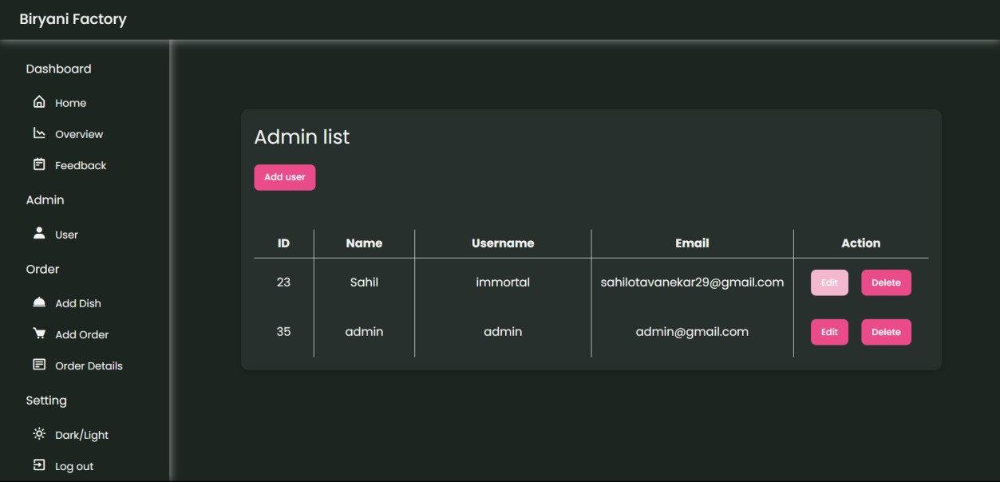 Biryani Factory
Dashboard
Home
Overview
Feedback
Admin
User
Order
Add Dish
Add Order
Order Details
Setting
Dark/Light
Log out
Admin list
Add user
ID Name Username Email Action
23 Sahil immortal sahilotavanekar29@gmail.com Edit Delete
35 admin admin admin@gmail.com Edit Delete